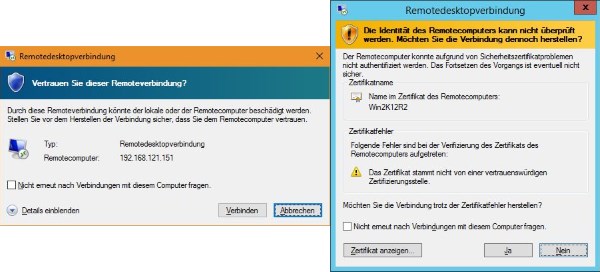 Remotedesktopverbindung
Vertrauen Sie dieser Remoteverbindung?
Durch diese Remoteverbindung könnte der lokale oder der Remotecomputer beschädigt werden.
Stellen Sie vor dem Herstellen der Verbindung sicher, dass Sie dem Remotecomputer vertrauen.
Typ: Remotedesktopverbindung
Remotecomputer: 192.168.121.151
Nicht erneut nach Verbindungen mit diesem Computer fragen.
Details einblenden
Verbinden
Abbrechen
Remotedesktopverbindung
Die Identität des Remotecomputers kann nicht überprüft
werden. Möchten Sie die Verbindung dennoch herstellen?
Der Remotecomputer konnte aufgrund von Sicherheitszertifikatproblemen
nicht authentifiziert werden. Das Fortsetzen des Vorgangs ist eventuell nicht
sicher.
Zertifikatname
Name im Zertifikat des Remotecomputers:
Win2K12R2
Zertifikatfehler
Folgende Fehler sind bei der Verifizierung des Zertifikats des
Remotecomputers aufgetreten:
Das Zertifikat stammt nicht von einer vertrauenswürdigen
Zertifizierungsstelle.
Möchten Sie die Verbindung trotz der Zertifikatfehler herstellen?
Nicht erneut nach Verbindungen mit diesem Computer fragen.
Zertifikat anzeigen...
Ja
Nein